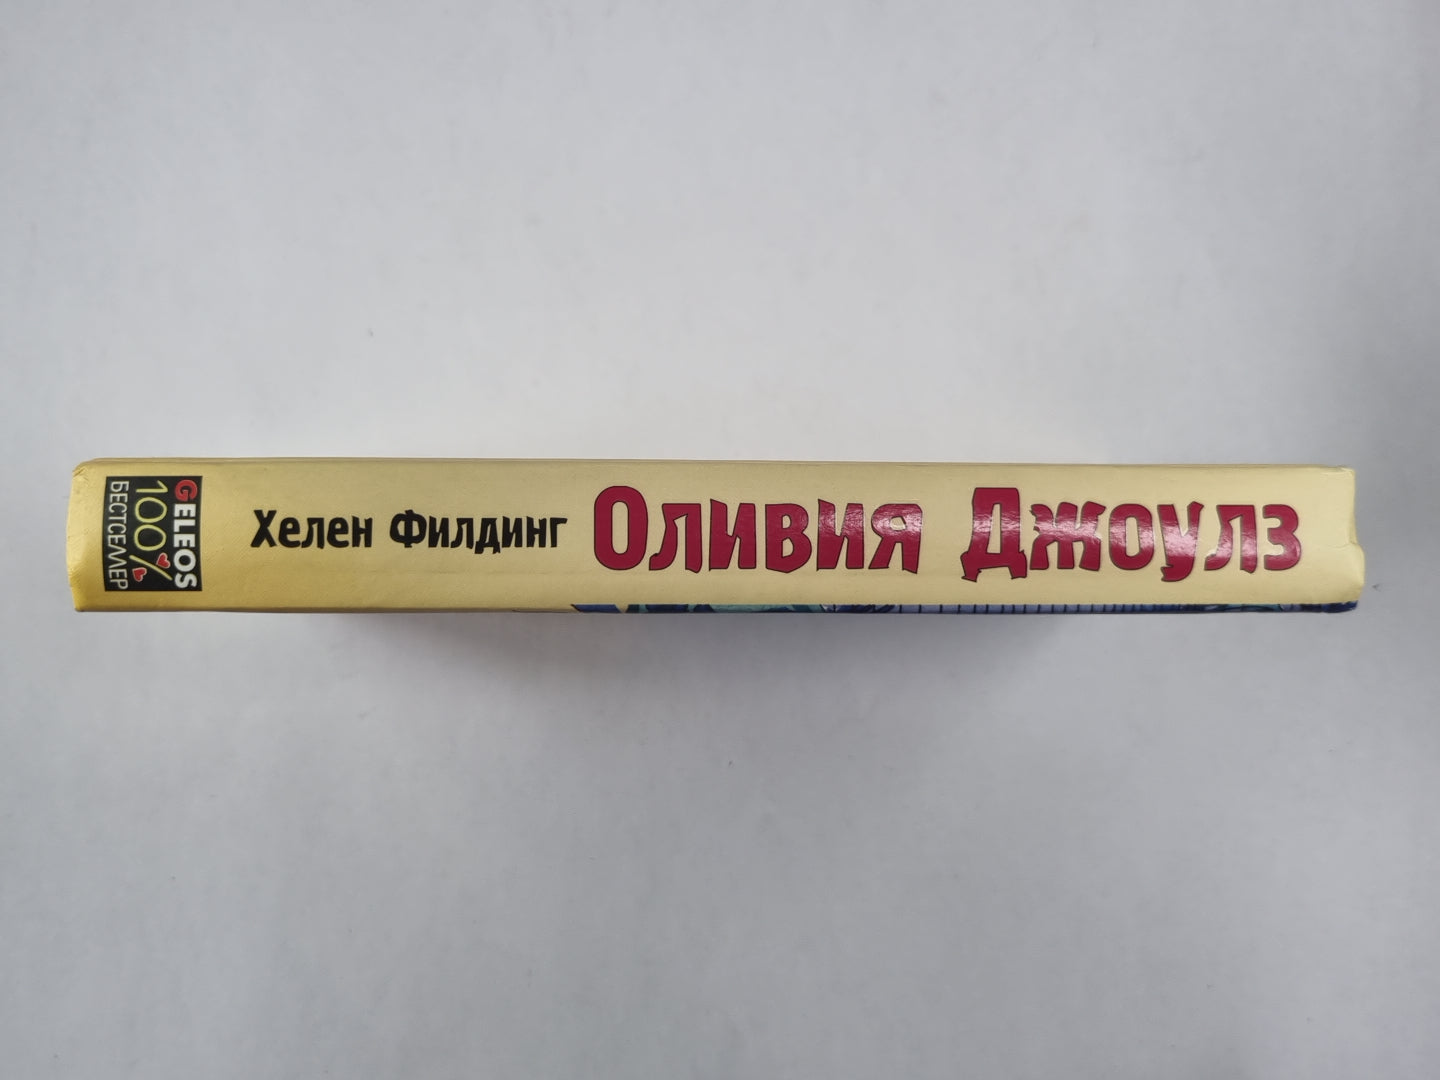 GELEOS
100%
БЕСТСЕЛЛЕР
Хелен Филдинг
Оливия Джоулз